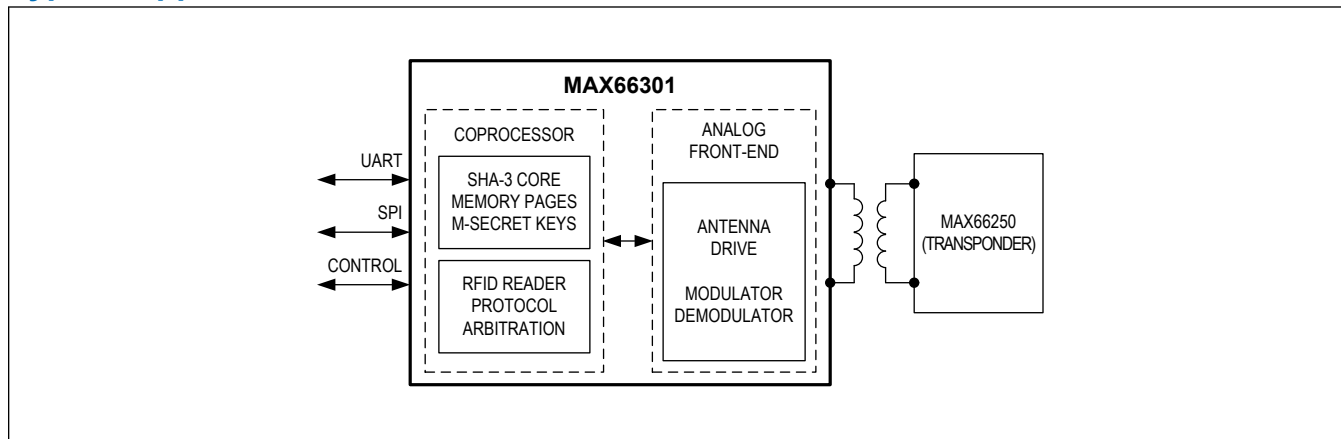 MAX66301
COPROCESSOR
SHA-3 CORE
MEMORY PAGES
M-SECRET KEYS
RFID READER
PROTOCOL
ARBITRATION
ANALOG
FRONT-END
ANTENNA
DRIVE
MODULATOR
DEMODULATOR
UART
SPI
CONTROL
MAX66250
(TRANSPONDER)